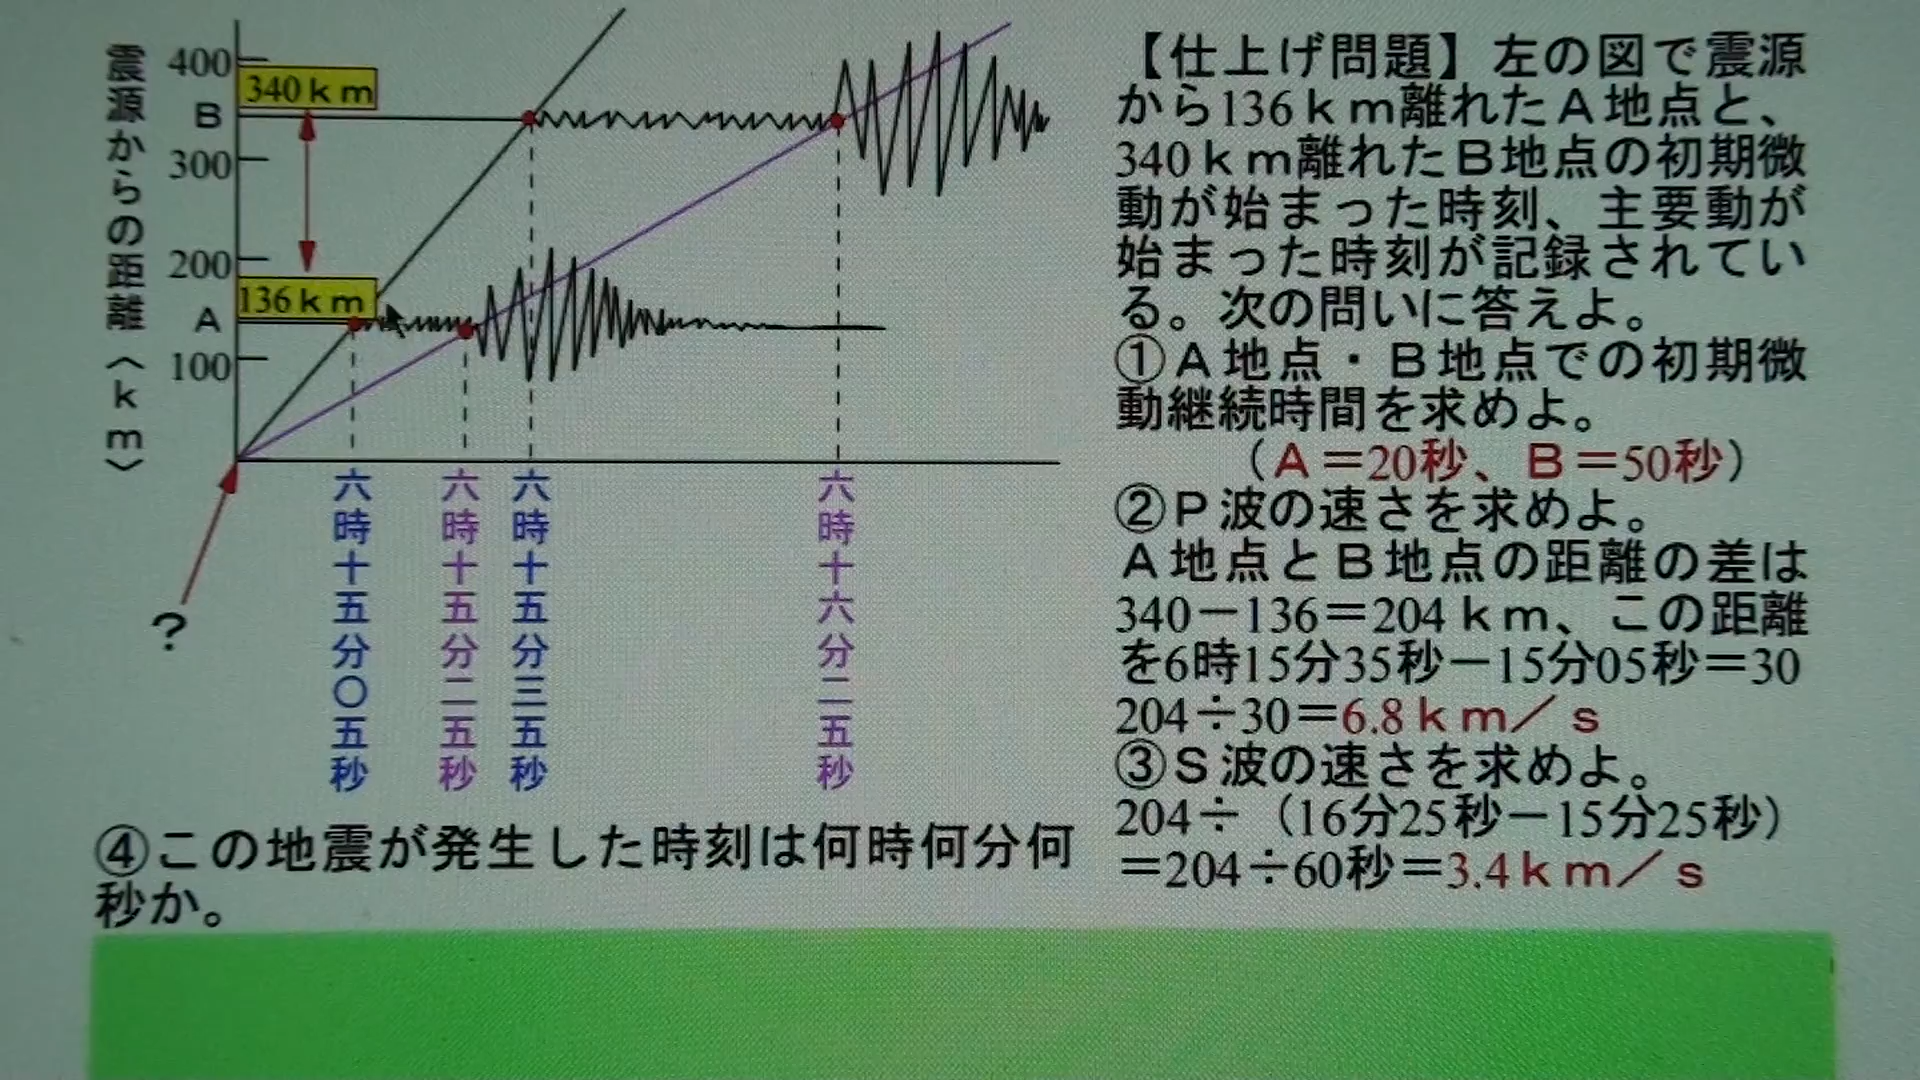 震源からの距離〈km〉
400
340km
B
300
200
136km
A
100
?
六時十五分〇五秒
六時十五分二五秒
六時十五分三五秒
六時十六分二五秒
④この地震が発生した時刻は何時何分何
秒か。
【仕上げ問題】左の図で震源
から136km離れたA地点と、
340km離れたB地点の初期微
動が始まった時刻、主要動が
始まった時刻が記録されてい
る。次の問いに答えよ。
①A地点・B地点での初期微
動継続時間を求めよ。
（A＝20秒、B＝50秒）
②P波の速さを求めよ。
A地点とB地点の距離の差は
340－136＝204km、この距離
を6時15分35秒－15分05秒＝30
204÷30＝6.8km／s
③S波の速さを求めよ。
204÷（16分25秒－15分25秒）
＝204÷60秒＝3.4km／s